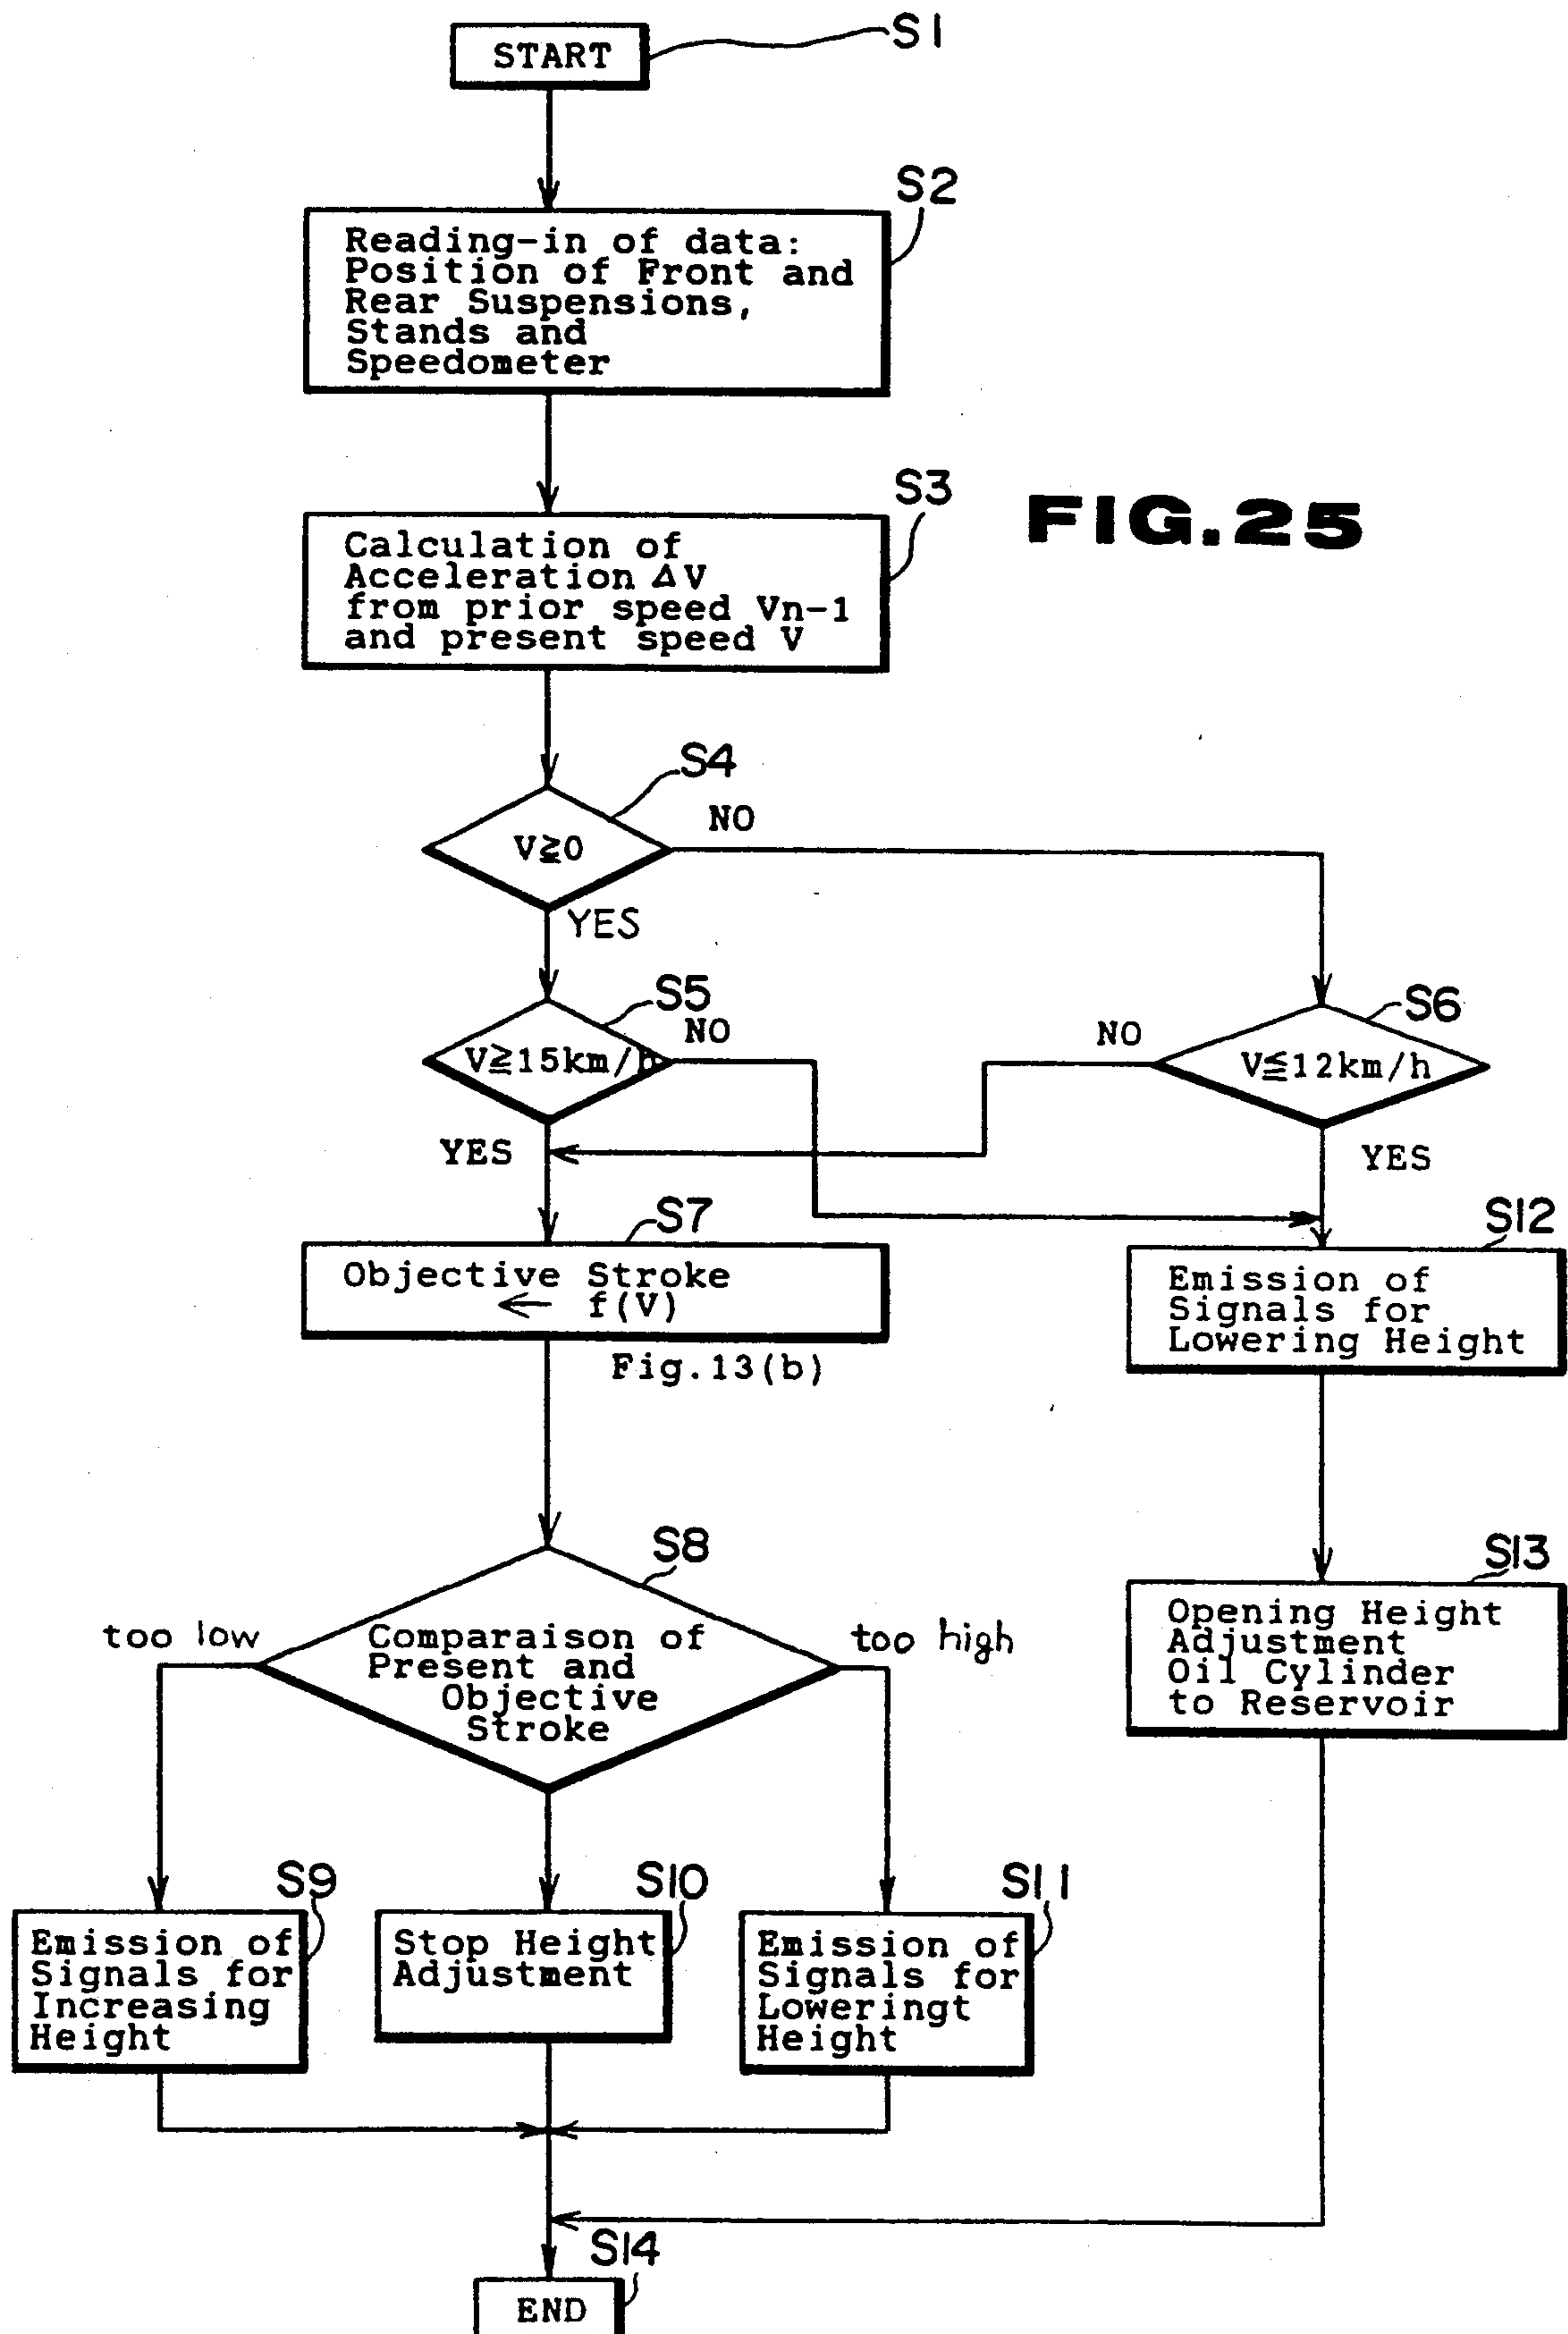 START
S1
S2
Reading-in of data:
Position of Front and
Rear Suspensions,
Stands and
Speedometer
S3
FIG.25
Calculation of
Acceleration ΔV
from prior speed Vn-1
and present speed V
S4
V≧0
NO
YES
S5
V≧15km/h
NO
YES
S6
V≦12km/h
NO
YES
S7
Objective Stroke
← f(V)
Fig.13(b)
S12
Emission of
Signals for
Lowering Height
S8
too low
Comparaison of
Present and
Objective
Stroke
too high
S13
Opening Height
Adjustment
Oil Cylinder
to Reservoir
S9
Emission of
Signals for
Increasing
Height
S10
Stop Height
Adjustment
S11
Emission of
Signals for
Loweringt
Height
S14
END